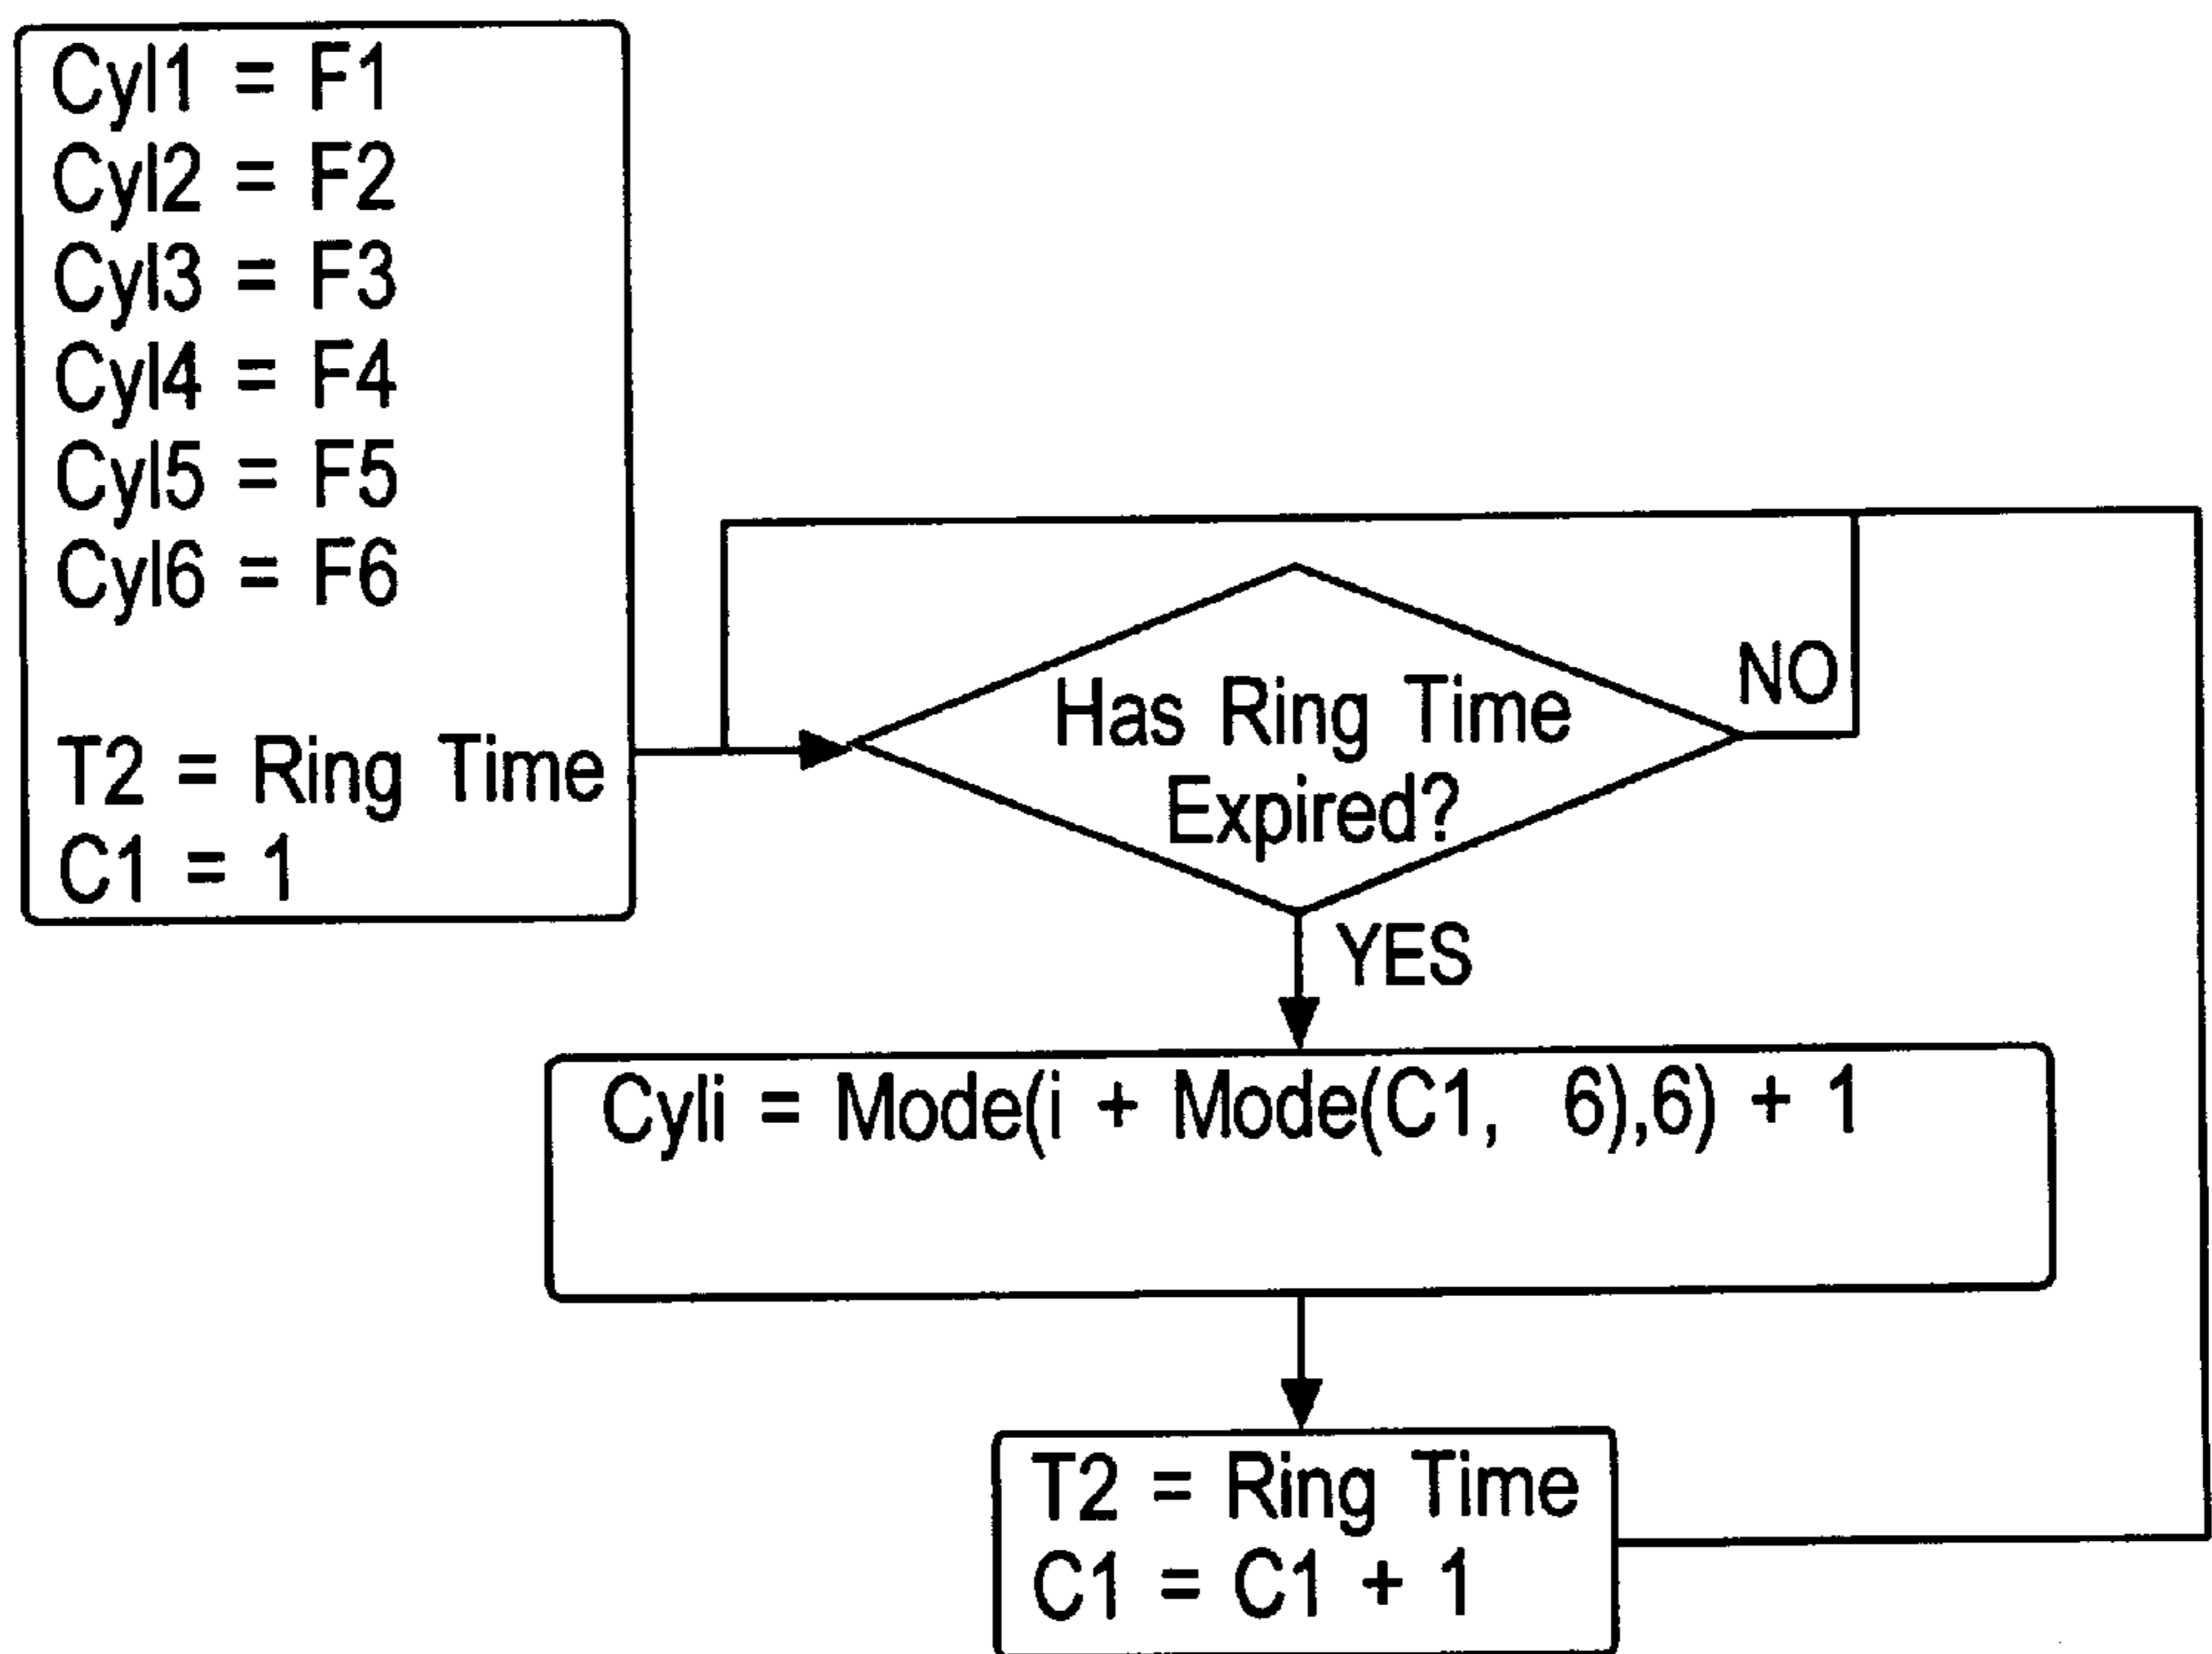 Cyl1 = F1
Cyl2 = F2
Cyl3 = F3
Cyl4 = F4
Cyl5 = F5
Cyl6 = F6
T2 = Ring Time
C1 = 1
Has Ring Time
Expired?
NO
YES
Cyli = Mode(i + Mode(C1, 6),6) + 1
T2 = Ring Time
C1 = C1 + 1